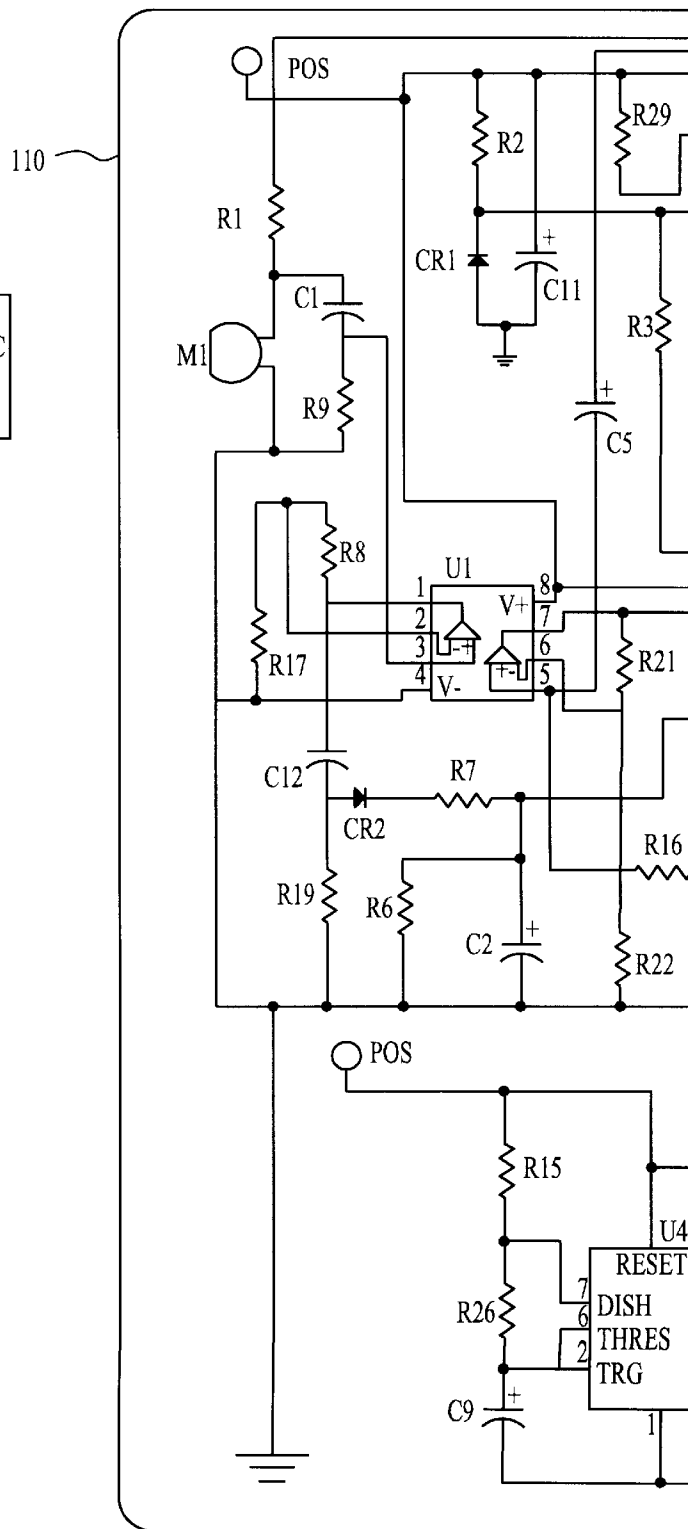 110
POS
R1
R2
R29
CR1
+
C11
C1
M1
R9
R3
+
C5
C
R8
U1
1
2
3
4
8
7
6
5
V+
V-
-+
+-
R17
R21
C12
CR2
R7
R16
R19
R6
+
C2
R22
POS
R15
U4
RESET
R26
7
DISH
6
THRES
2
TRG
+
C9
1